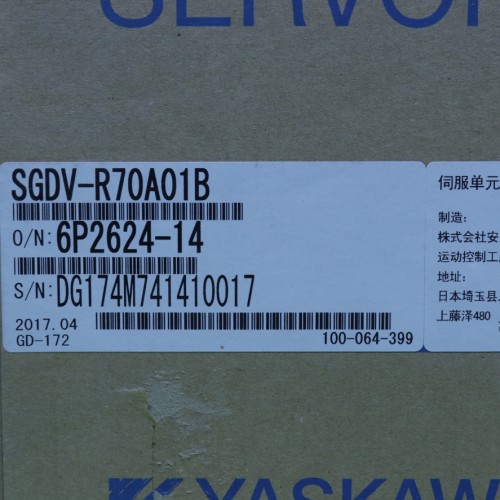 SERVO
SGDV-R70A01B
O/N: 6P2624-14
S/N: DG174M741410017
2017.04
GD-172
100-064-399
伺服单元
制造:
株式会社安
运动控制工
地址:
日本埼玉县
上藤泽480
YASKAW